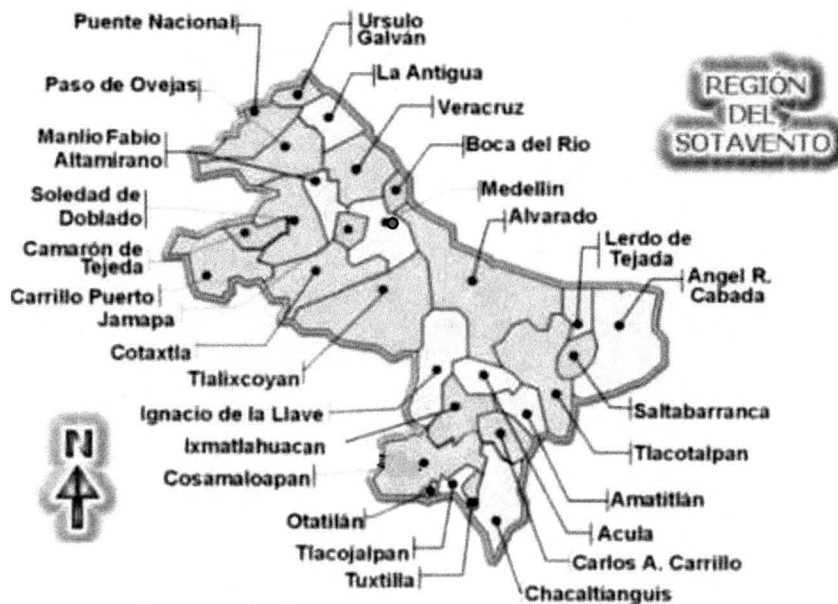 Puente Nacional
Ursulo
Galván
Paso de Ovejas
La Antigua
Veracruz
Manlio Fabio
Altamirano
Boca del Rio
Soledad de
Doblado
Medellin
Alvarado
Camarón de
Tejeda
Lerdo de
Tejada
Angel R.
Cabada
Carrillo Puerto
Jamapa
Cotaxtla
Tlalixcoyan
Ignacio de la Llave
Saltabarranca
Ixmatlahuacan
Tlacotalpan
Cosamaloapan
Amatitlán
Otatilán
Acula
Tlacojalpan
Carlos A. Carrillo
Tuxtilla
Chacaltianguis
REGIÓN
DEL
SOTAVENTO
N